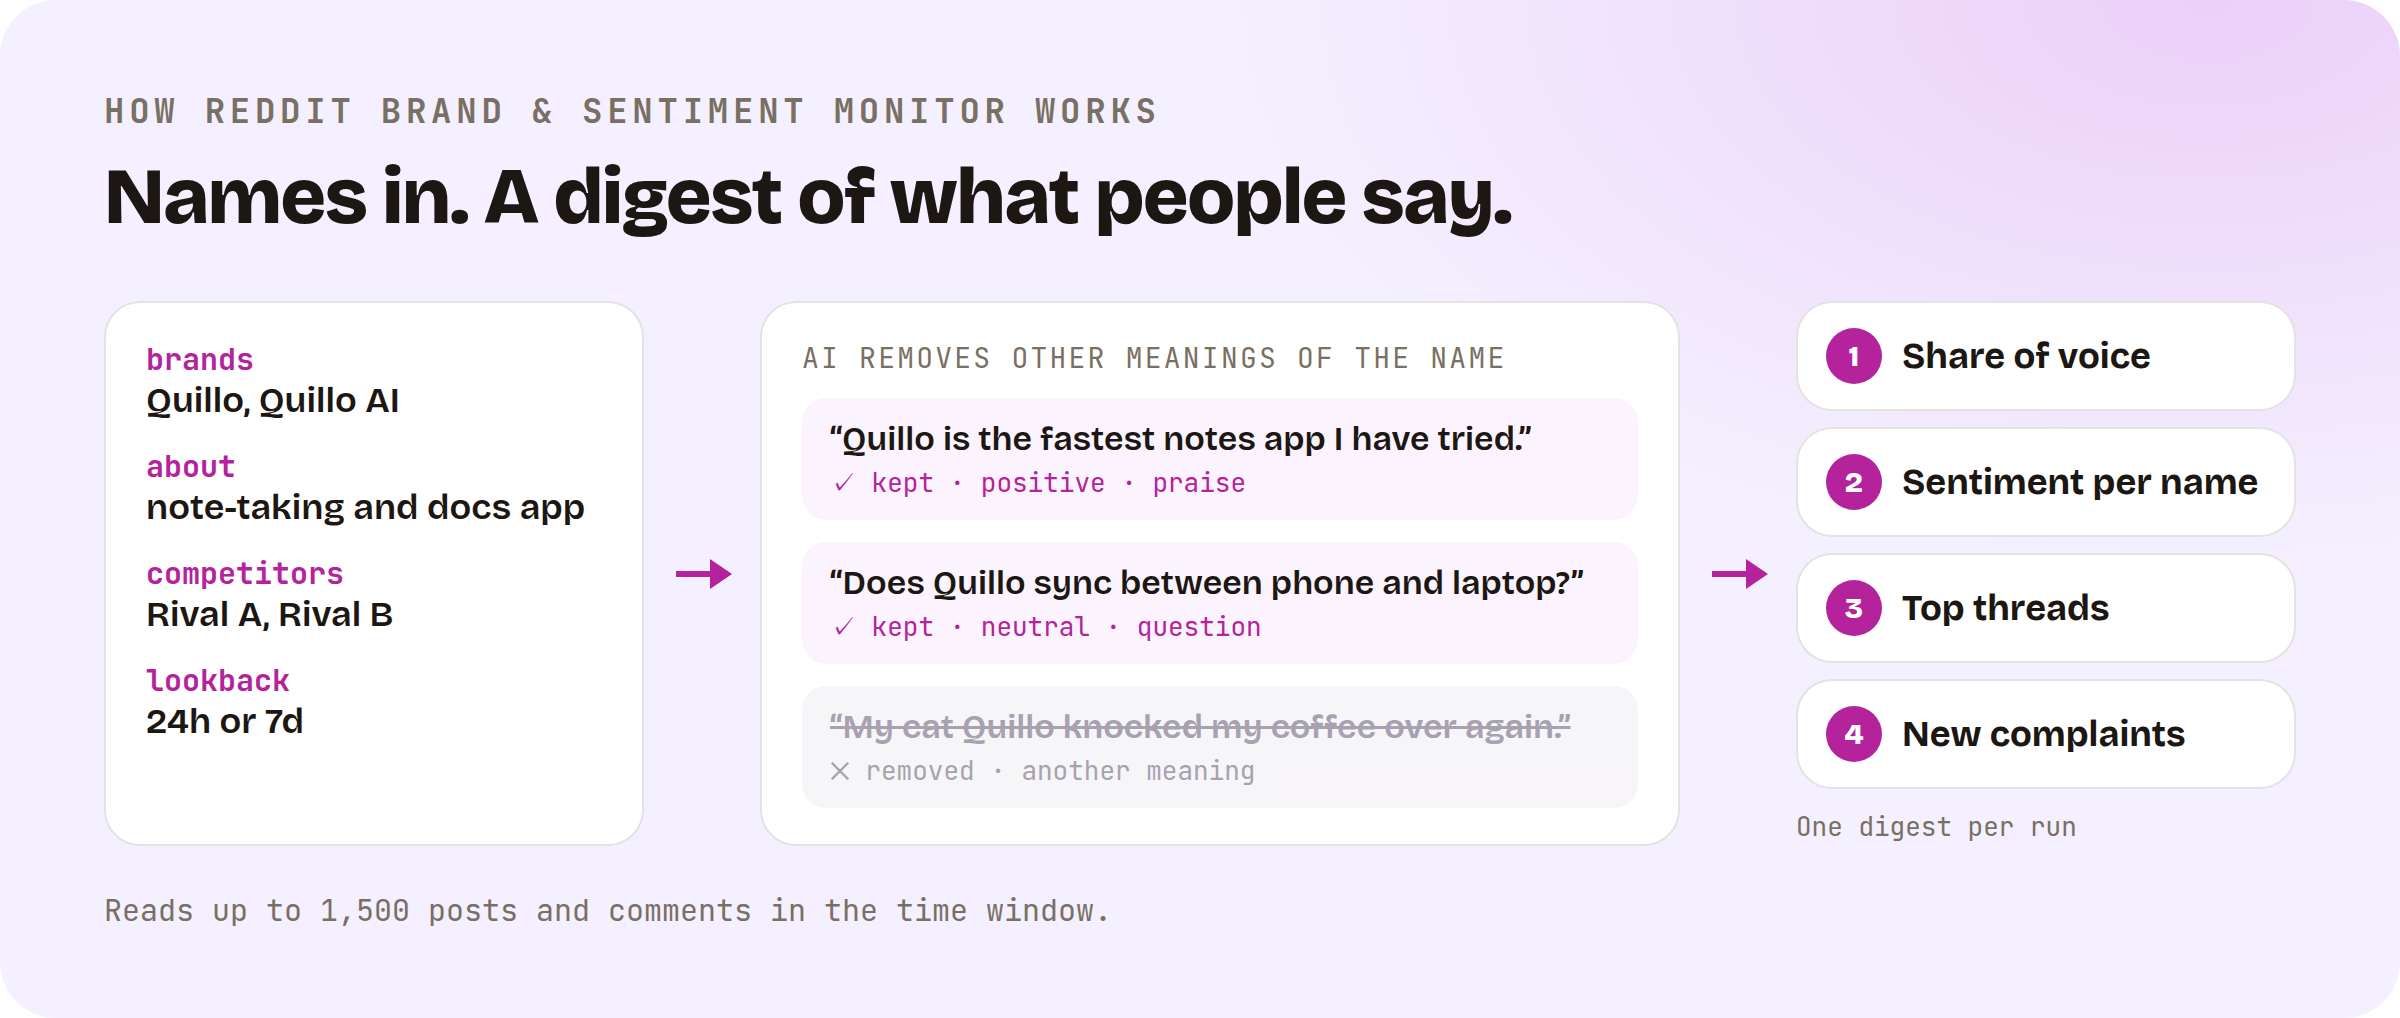 HOW REDDIT BRAND & SENTIMENT MONITOR WORKS
Names in. A digest of what people say.
brands
Quillo, Quillo AI
about
note-taking and docs app
competitors
Rival A, Rival B
lookback
24h or 7d
AI REMOVES OTHER MEANINGS OF THE NAME
“Quillo is the fastest notes app I have tried.”
✓ kept · positive · praise
“Does Quillo sync between phone and laptop?”
✓ kept · neutral · question
“My cat Quillo knocked my coffee over again.”
× removed · another meaning
1 Share of voice
2 Sentiment per name
3 Top threads
4 New complaints
One digest per run
Reads up to 1,500 posts and comments in the time window.